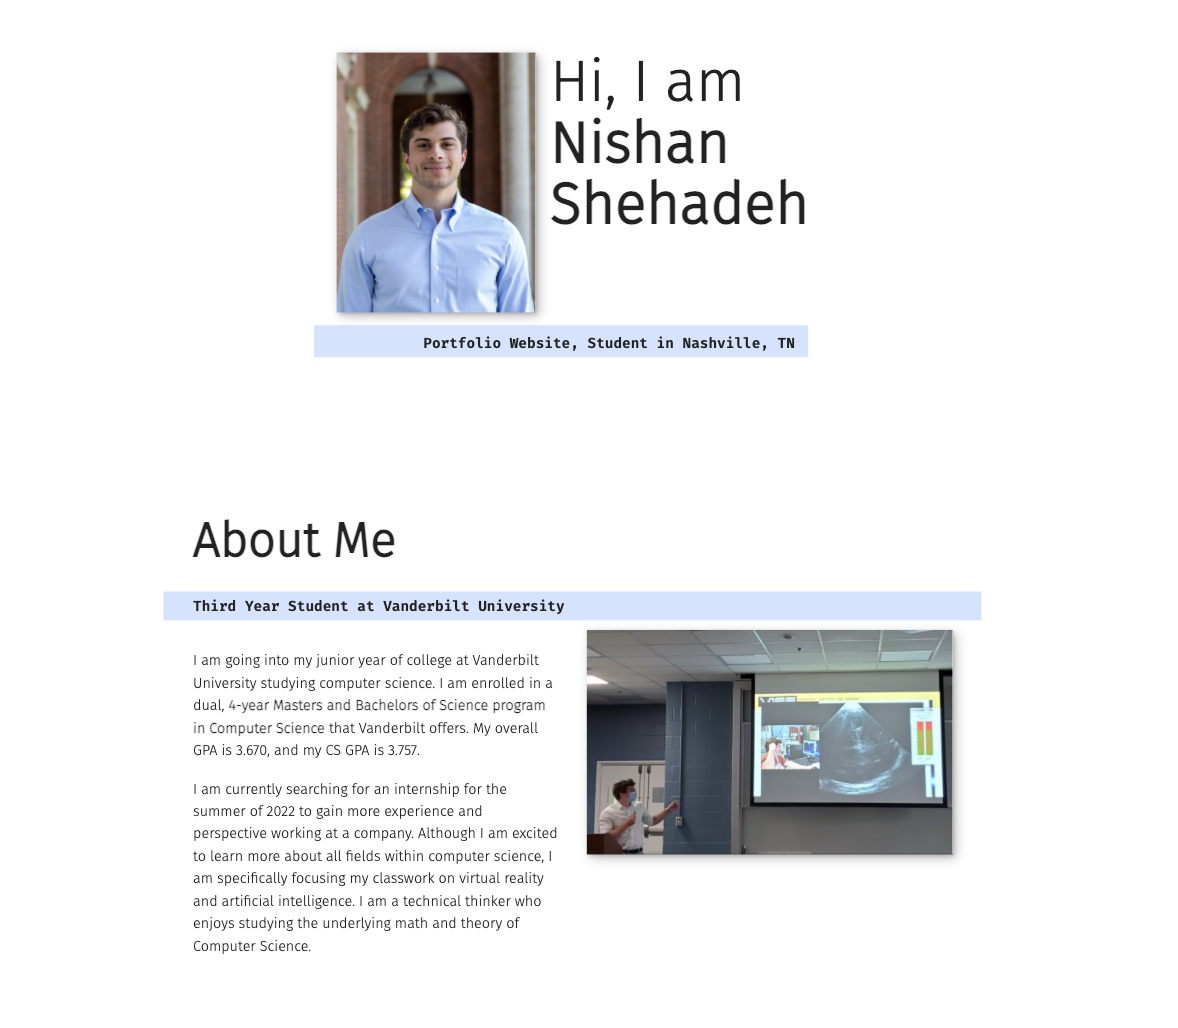 Hi, I am
Nishan
Shehadeh
Portfolio Website, Student in Nashville, TN
About Me
Third Year Student at Vanderbilt University
I am going into my junior year of college at Vanderbilt
University studying computer science. I am enrolled in a
dual, 4-year Masters and Bachelors of Science program
in Computer Science that Vanderbilt offers. My overall
GPA is 3.670, and my CS GPA is 3.757.
I am currently searching for an internship for the
summer of 2022 to gain more experience and
perspective working at a company. Although I am excited
to learn more about all fields within computer science, I
am specifically focusing my classwork on virtual reality
and artificial intelligence. I am a technical thinker who
enjoys studying the underlying math and theory of
Computer Science.